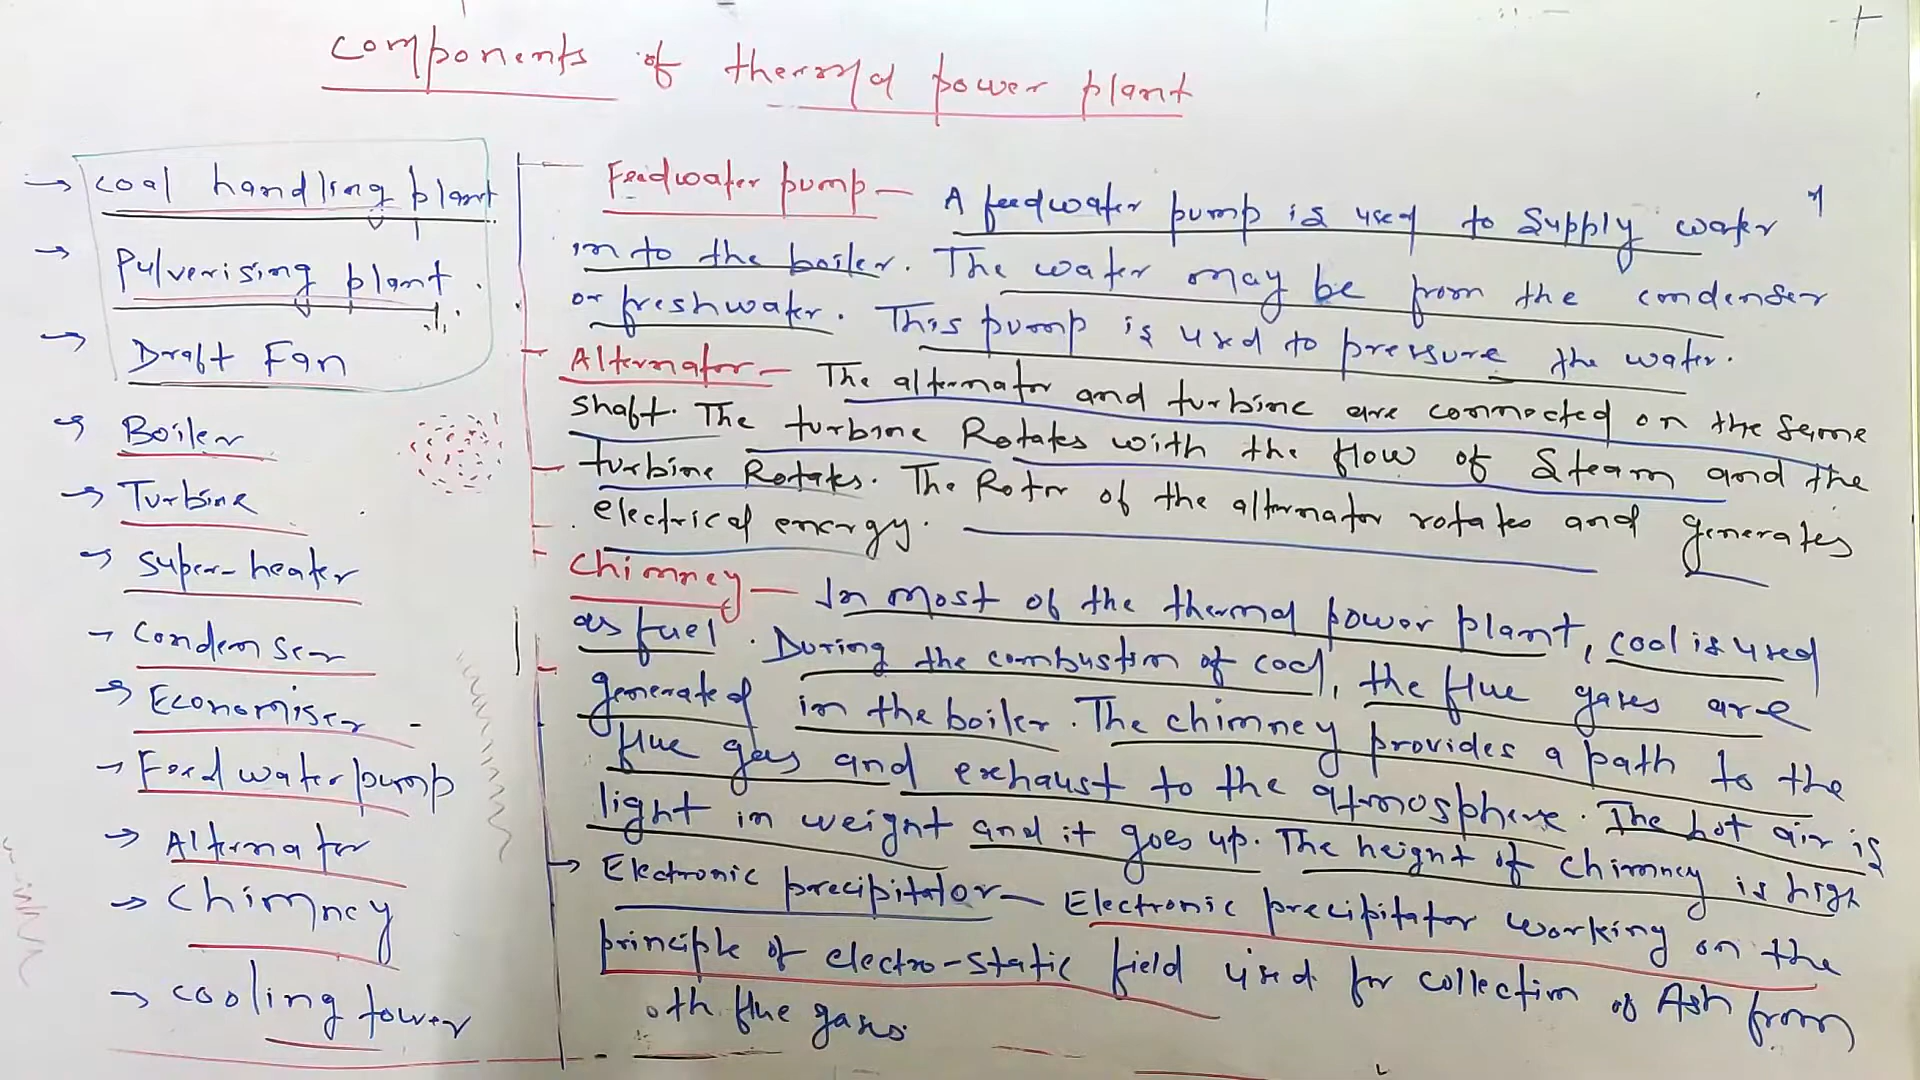 Components of thermal power plant
→ coal handling plant
→ Pulverising plant.
→ Draft Fan
→ Boiler
→ Turbine
→ super-heater
→ condenser
→ Economiser -
→ Feed water pump
→ Alternator
→ chimney
→ cooling tower
Feedwater pump - A feedwater pump is used to supply water
in to the boiler. The water may be from the condenser
or freshwater. This pump is used to pressure the water.
Alternator - The alternator and turbine are connected on the same
shaft. The turbine Rotates with the flow of steam and the
turbine Rotates. The Rotor of the alternator rotates and generates
electrical energy.
chimney - In most of the thermal power plant, coal is used
as fuel. During the combustion of coal, the flue gases are
generated in the boiler. The chimney provides a path to the
flue gas and exhaust to the atmosphere. The hot air is
light in weight and it goes up. The height of chimney is high
→ Electronic precipitator - Electronic precipitator working on the
principle of electro-static field used for collection of Ash from
oth flue gases.